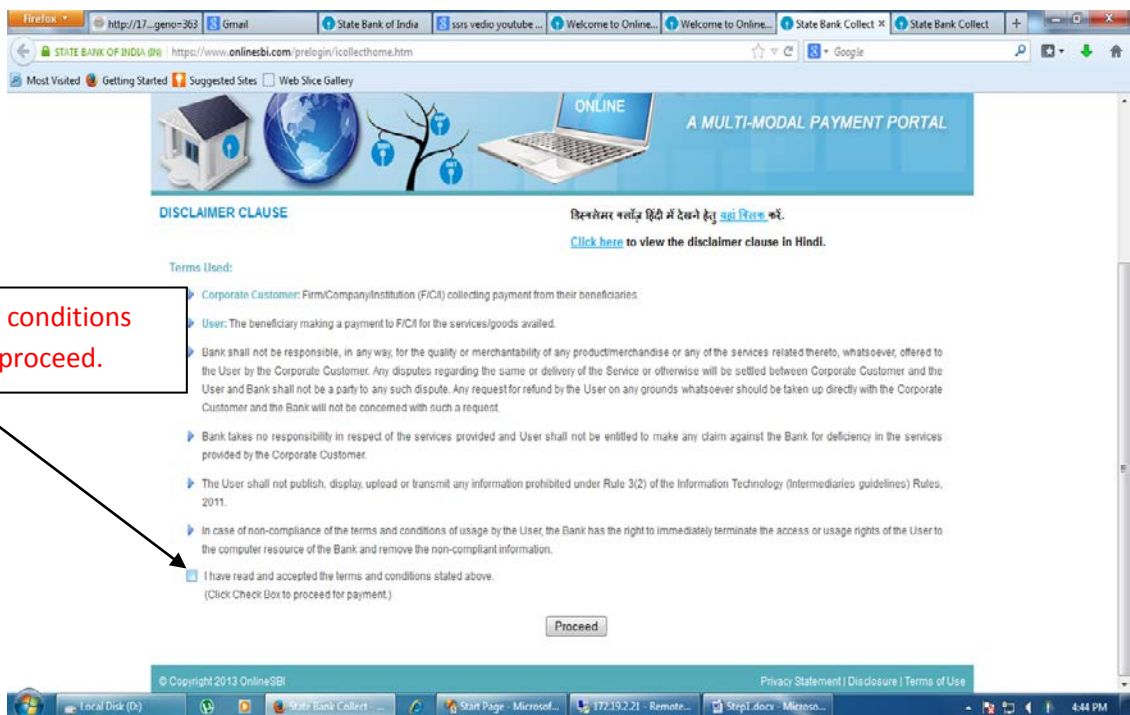 Firefox
http://17...geno=363
Gmail
State Bank of India
ssrs vedio youtube ...
Welcome to Online...
Welcome to Online...
State Bank Collect
State Bank Collect
STATE BANK OF INDIA (IN)
https://www.onlinesbi.com/prelogin/icollecthome.htm
Google
Most Visited
Getting Started
Suggested Sites
Web Slice Gallery
ONLINE
A MULTI-MODAL PAYMENT PORTAL
DISCLAIMER CLAUSE
डिस्क्लेमर क्लॉज़ हिंदी में देखने हेतु यहां क्लिक करें.
Click here to view the disclaimer clause in Hindi.
Terms Used:
Corporate Customer: Firm/Company/Institution (F/C/I) collecting payment from their beneficiaries.
User: The beneficiary making a payment to F/C/I for the services/goods availed.
Bank shall not be responsible, in any way, for the quality or merchantability of any product/merchandise or any of the services related thereto, whatsoever, offered to
the User by the Corporate Customer. Any disputes regarding the same or delivery of the Service or otherwise will be settled between Corporate Customer and the
User and Bank shall not be a party to any such dispute. Any request for refund by the User on any grounds whatsoever should be taken up directly with the Corporate
Customer and the Bank will not be concerned with such a request.
Bank takes no responsibility in respect of the services provided and User shall not be entitled to make any claim against the Bank for deficiency in the services
provided by the Corporate Customer.
The User shall not publish, display, upload or transmit any information prohibited under Rule 3(2) of the Information Technology (Intermediaries guidelines) Rules,
2011.
In case of non-compliance of the terms and conditions of usage by the User, the Bank has the right to immediately terminate the access or usage rights of the User to
the computer resource of the Bank and remove the non-compliant information.
I have read and accepted the terms and conditions stated above.
(Click Check Box to proceed for payment.)
conditions
proceed.
Proceed
© Copyright 2013 OnlineSBI
Privacy Statement | Disclosure | Terms of Use
Local Disk (D:)
State Bank Collect - ...
Start Page - Microsof...
172.19.2.21 - Remote...
Step1.docx - Microso...
4:44 PM